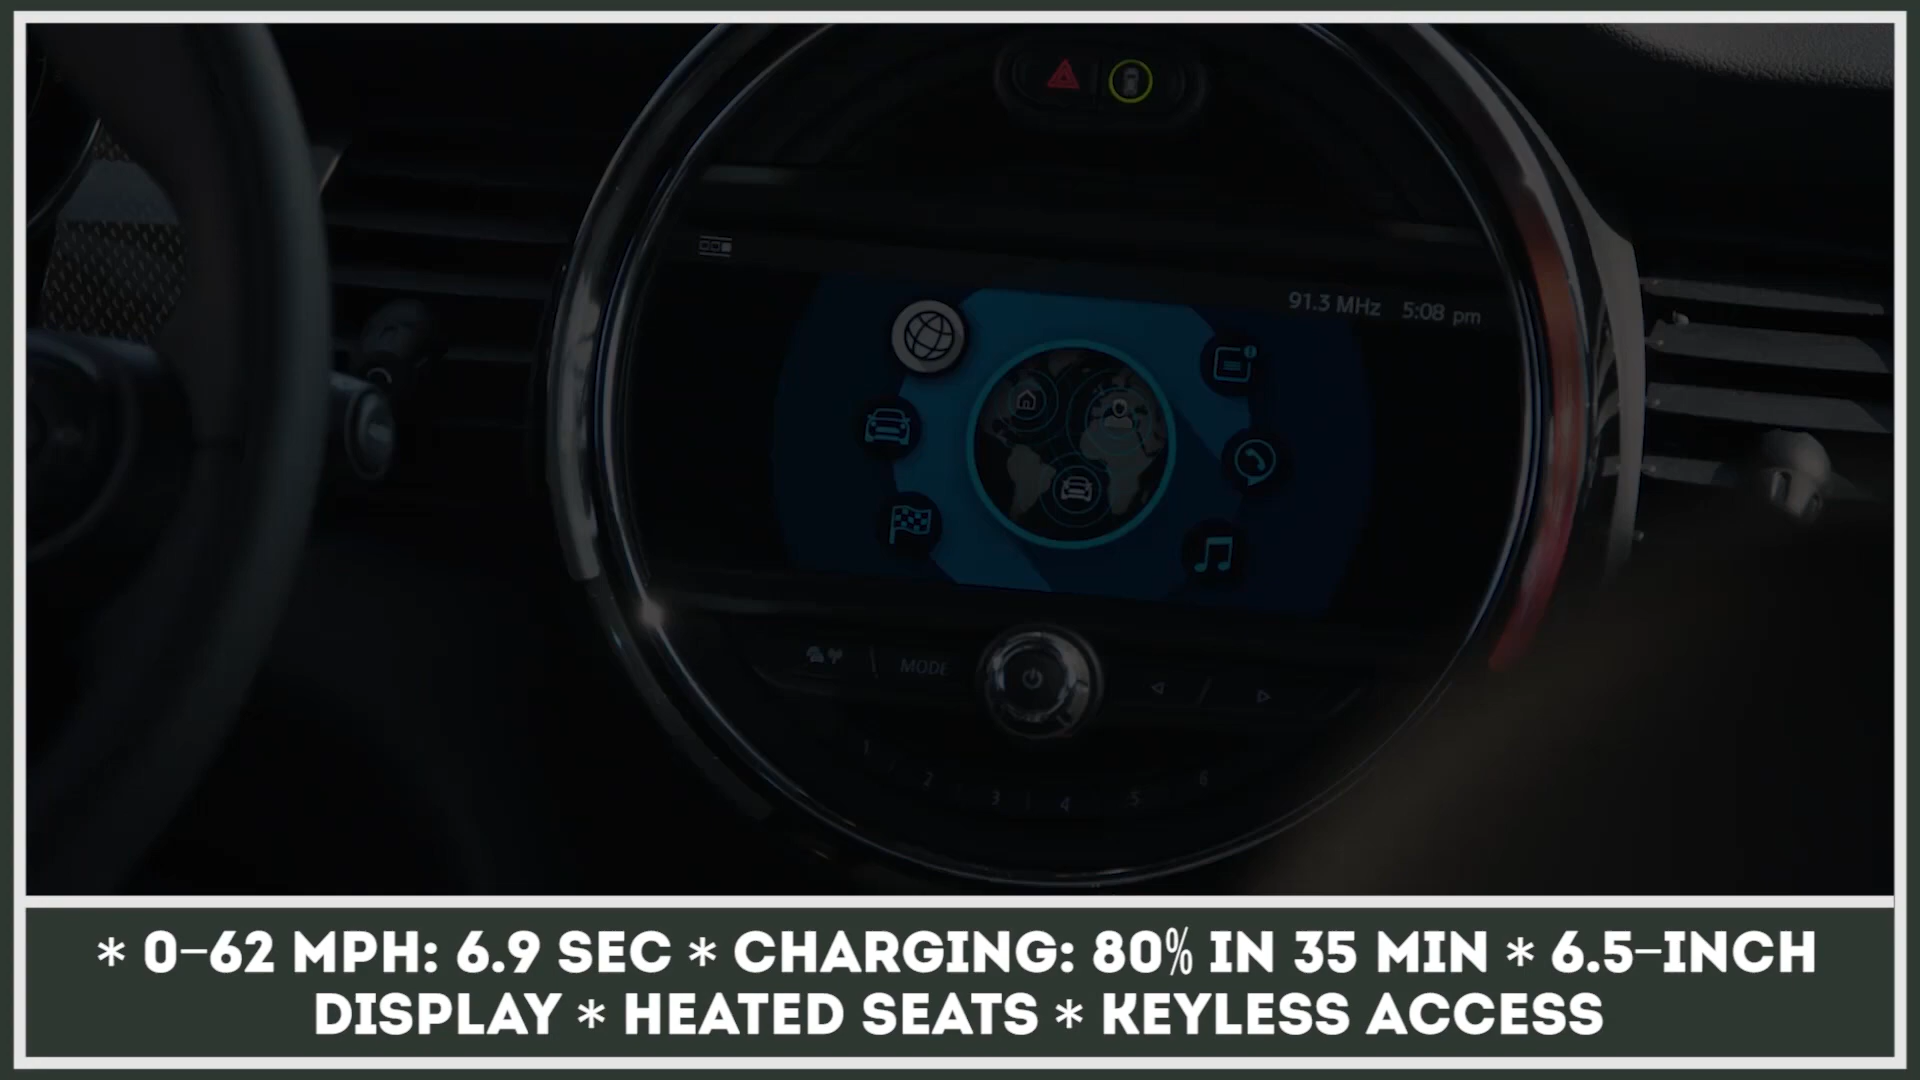 91.3 MHz 5:08 pm
MODE
1 2 3 4 5 6
* 0-62 MPH: 6.9 SEC * CHARGING: 80% IN 35 MIN * 6.5-INCH
DISPLAY * HEATED SEATS * KEYLESS ACCESS